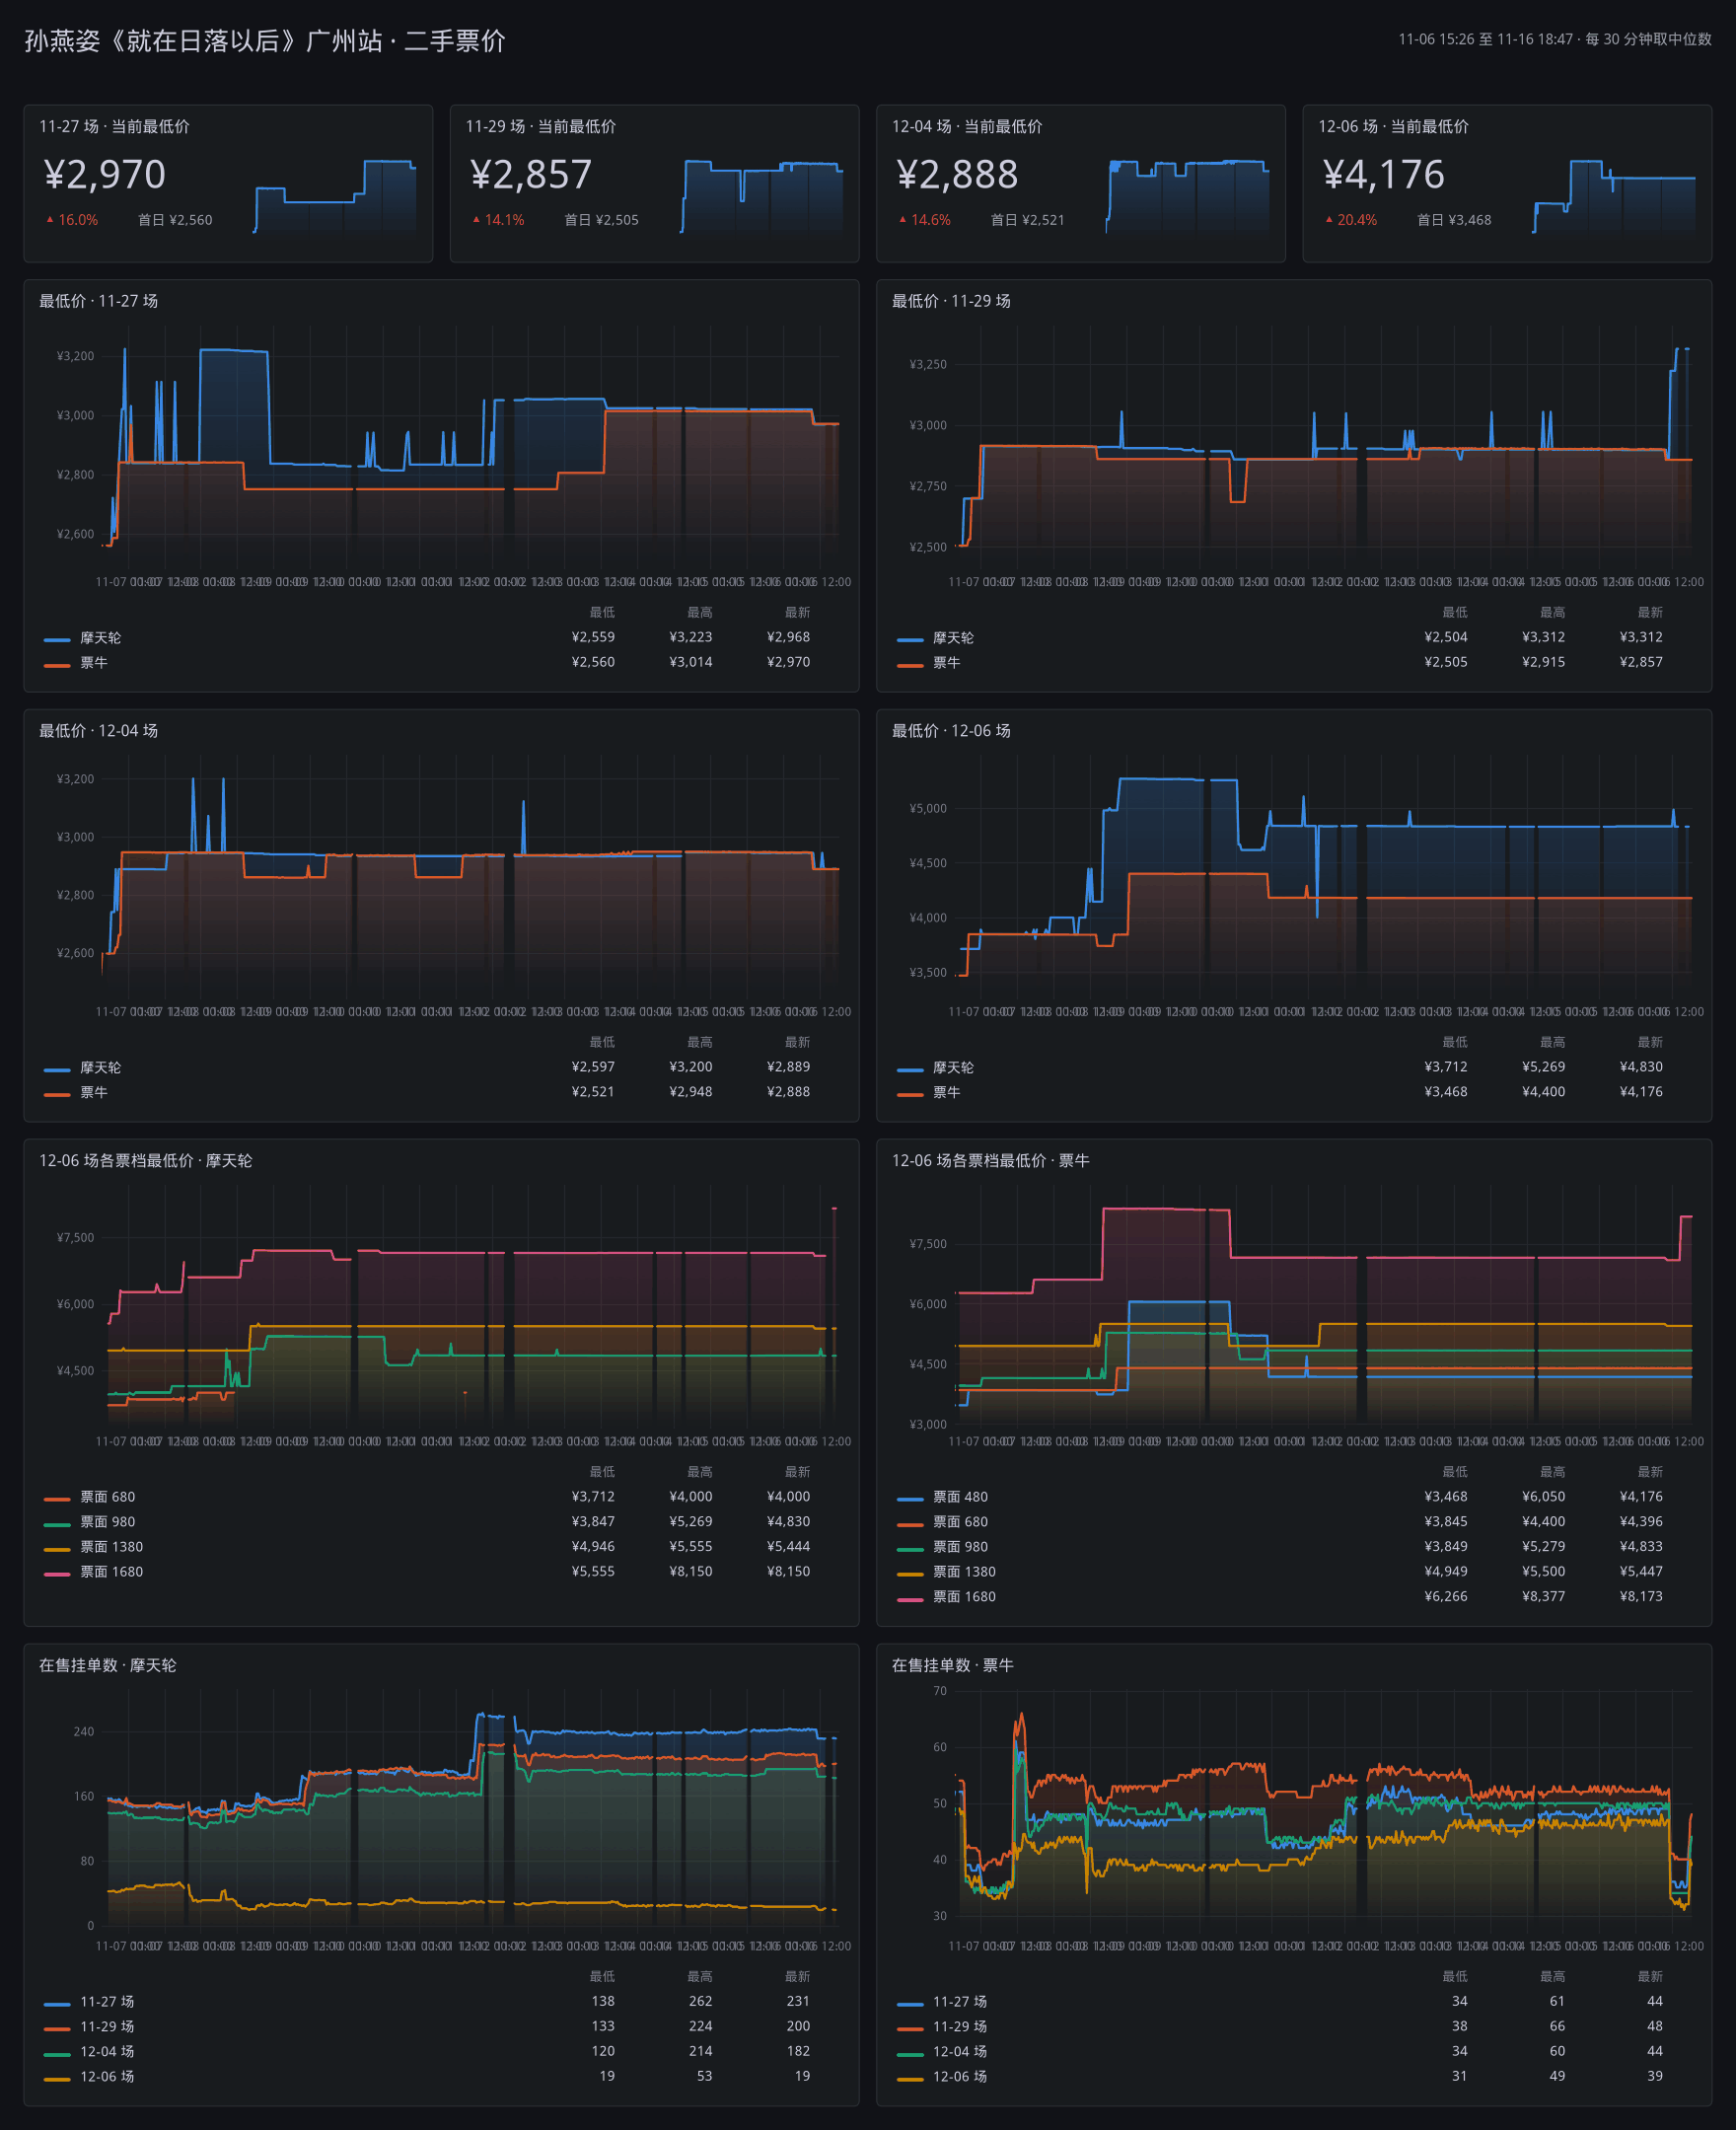 孙燕姿《就在日落以后》广州站 · 二手票价
11-06 15:26 至 11-16 18:47 · 每 30 分钟取中位数
11-27 场 · 当前最低价
¥2,970
16.0% 首日 ¥2,560
11-29 场 · 当前最低价
¥2,857
14.1% 首日 ¥2,505
12-04 场 · 当前最低价
¥2,888
14.6% 首日 ¥2,521
12-06 场 · 当前最低价
¥4,176
20.4% 首日 ¥3,468
最低价 · 11-27 场
¥3,200
¥3,000
¥2,800
¥2,600
最低 最高 最新
摩天轮 ¥2,559 ¥3,223 ¥2,968
票牛 ¥2,560 ¥3,014 ¥2,970
最低价 · 11-29 场
¥3,250
¥3,000
¥2,750
¥2,500
最低 最高 最新
摩天轮 ¥2,504 ¥3,312 ¥3,312
票牛 ¥2,505 ¥2,915 ¥2,857
最低价 · 12-04 场
¥3,200
¥3,000
¥2,800
¥2,600
最低 最高 最新
摩天轮 ¥2,597 ¥3,200 ¥2,889
票牛 ¥2,521 ¥2,948 ¥2,888
最低价 · 12-06 场
¥5,000
¥4,500
¥4,000
¥3,500
最低 最高 最新
摩天轮 ¥3,712 ¥5,269 ¥4,830
票牛 ¥3,468 ¥4,400 ¥4,176
12-06 场各票档最低价 · 摩天轮
¥7,500
¥6,000
¥4,500
最低 最高 最新
票面 680 ¥3,712 ¥4,000 ¥4,000
票面 980 ¥3,847 ¥5,269 ¥4,830
票面 1380 ¥4,946 ¥5,555 ¥5,444
票面 1680 ¥5,555 ¥8,150 ¥8,150
12-06 场各票档最低价 · 票牛
¥7,500
¥6,000
¥4,500
¥3,000
最低 最高 最新
票面 480 ¥3,468 ¥6,050 ¥4,176
票面 680 ¥3,845 ¥4,400 ¥4,396
票面 980 ¥3,849 ¥5,279 ¥4,833
票面 1380 ¥4,949 ¥5,500 ¥5,447
票面 1680 ¥6,266 ¥8,377 ¥8,173
在售挂单数 · 摩天轮
240
160
80
0
最低 最高 最新
11-27 场 138 262 231
11-29 场 133 224 200
12-04 场 120 214 182
12-06 场 19 53 19
在售挂单数 · 票牛
70
60
50
40
30
最低 最高 最新
11-27 场 34 61 44
11-29 场 38 66 48
12-04 场 34 60 44
12-06 场 31 49 39